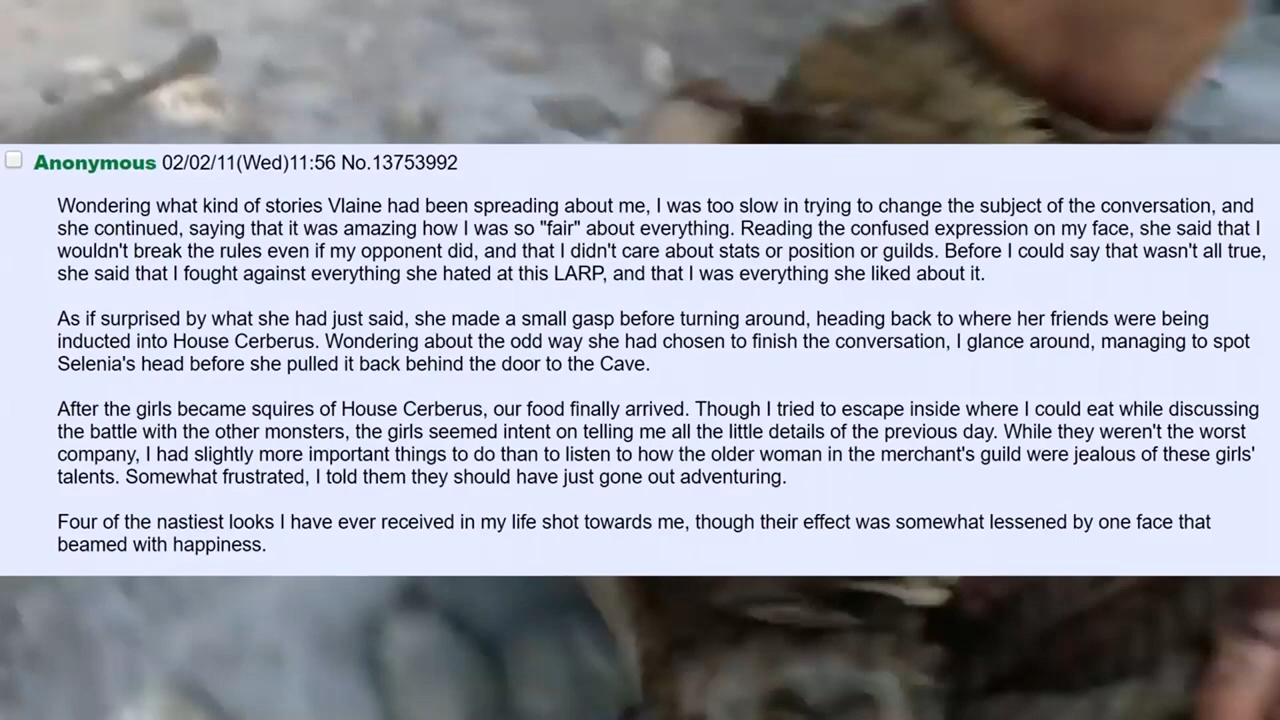 Anonymous 02/02/11(Wed)11:56 No.13753992
Wondering what kind of stories Vlaine had been spreading about me, I was too slow in trying to change the subject of the conversation, and
she continued, saying that it was amazing how I was so "fair" about everything. Reading the confused expression on my face, she said that I
wouldn't break the rules even if my opponent did, and that I didn't care about stats or position or guilds. Before I could say that wasn't all true,
she said that I fought against everything she hated at this LARP, and that I was everything she liked about it.
As if surprised by what she had just said, she made a small gasp before turning around, heading back to where her friends were being
inducted into House Cerberus. Wondering about the odd way she had chosen to finish the conversation, I glance around, managing to spot
Selenia's head before she pulled it back behind the door to the Cave.
After the girls became squires of House Cerberus, our food finally arrived. Though I tried to escape inside where I could eat while discussing
the battle with the other monsters, the girls seemed intent on telling me all the little details of the previous day. While they weren't the worst
company, I had slightly more important things to do than to listen to how the older woman in the merchant's guild were jealous of these girls'
talents. Somewhat frustrated, I told them they should have just gone out adventuring.
Four of the nastiest looks I have ever received in my life shot towards me, though their effect was somewhat lessened by one face that
beamed with happiness.